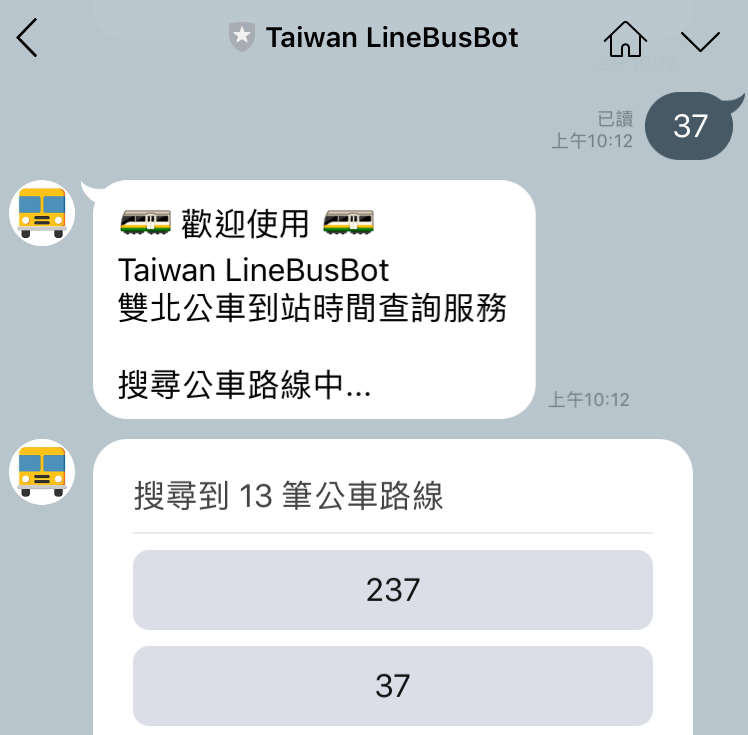 Taiwan LineBusBot
已讀
上午10:12
37
歡迎使用
Taiwan LineBusBot
雙北公車到站時間查詢服務
搜尋公車路線中...
上午10:12
搜尋到 13 筆公車路線
237
37